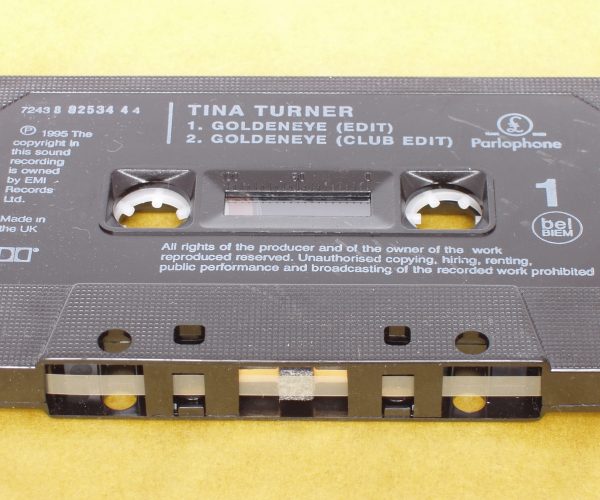 7243 8 82534 4 4
TINA TURNER
1. GOLDENEYE (EDIT)
2. GOLDENEYE (CLUB EDIT)
£
Parlophone
Ⓟ 1995 The
copyright in
this sound
recording
is owned
by EMI
Records
Ltd.
100 50 0
1
Made in
the UK
bel
BIEM
All rights of the producer and of the owner of the work
reproduced reserved. Unauthorised copying, hiring, renting,
public performance and broadcasting of the recorded work prohibited